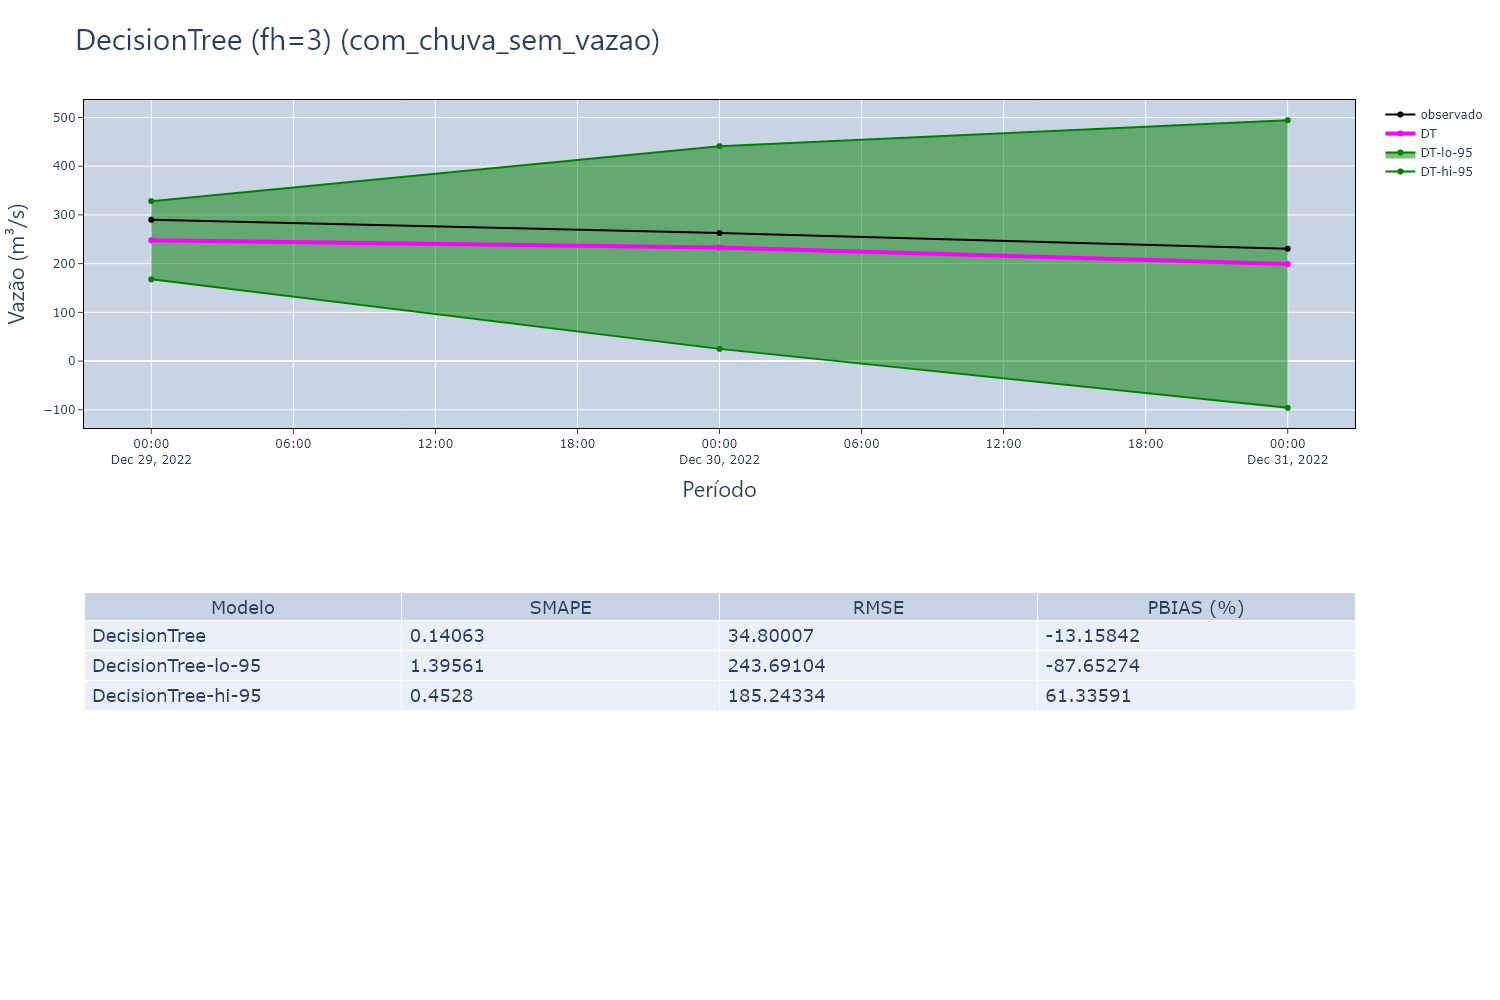 DecisionTree (fh=3) (com_chuva_sem_vazao)
observado
DT
DT-lo-95
DT-hi-95
Vazão (m³/s)
500
400
300
200
100
0
−100
00:00 06:00 12:00 18:00 00:00 06:00 12:00 18:00 00:00
Dec 29, 2022 Dec 30, 2022 Dec 31, 2022
Período
Modelo SMAPE RMSE PBIAS (%)
DecisionTree 0.14063 34.80007 -13.15842
DecisionTree-lo-95 1.39561 243.69104 -87.65274
DecisionTree-hi-95 0.4528 185.24334 61.33591